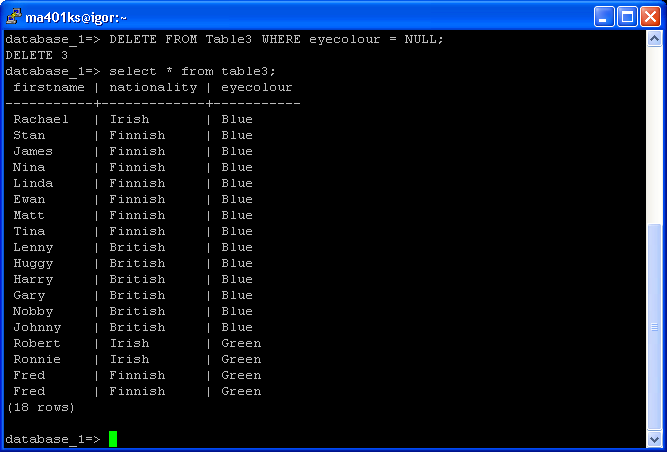 ma401ks@igor:~
database_1=> DELETE FROM Table3 WHERE eyecolour = NULL;
DELETE 3
database_1=> select * from table3;
 firstname | nationality | eyecolour
-----------+-------------+-----------
 Rachael   | Irish       | Blue
 Stan      | Finnish     | Blue
 James     | Finnish     | Blue
 Nina      | Finnish     | Blue
 Linda     | Finnish     | Blue
 Ewan      | Finnish     | Blue
 Matt      | Finnish     | Blue
 Tina      | Finnish     | Blue
 Lenny     | British     | Blue
 Huggy     | British     | Blue
 Harry     | British     | Blue
 Gary      | British     | Blue
 Nobby     | British     | Blue
 Johnny    | British     | Blue
 Robert    | Irish       | Green
 Ronnie    | Irish       | Green
 Fred      | Finnish     | Green
 Fred      | Finnish     | Green
(18 rows)
database_1=>